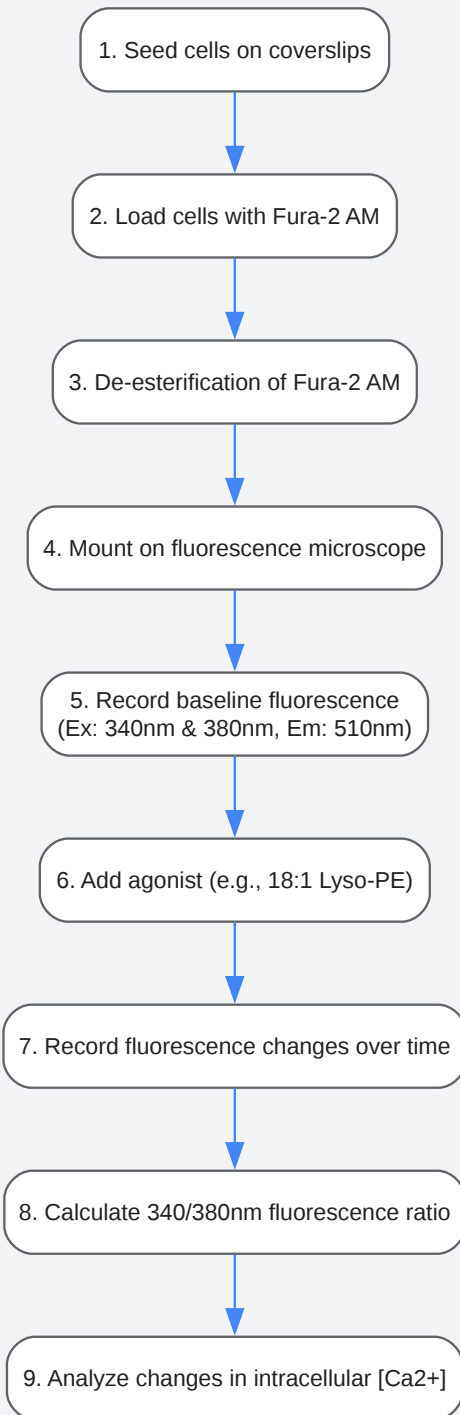 1. Seed cells on coverslips
2. Load cells with Fura-2 AM
3. De-esterification of Fura-2 AM
4. Mount on fluorescence microscope
5. Record baseline fluorescence
(Ex: 340nm & 380nm, Em: 510nm)
6. Add agonist (e.g., 18:1 Lyso-PE)
7. Record fluorescence changes over time
8. Calculate 340/380nm fluorescence ratio
9. Analyze changes in intracellular [Ca2+]